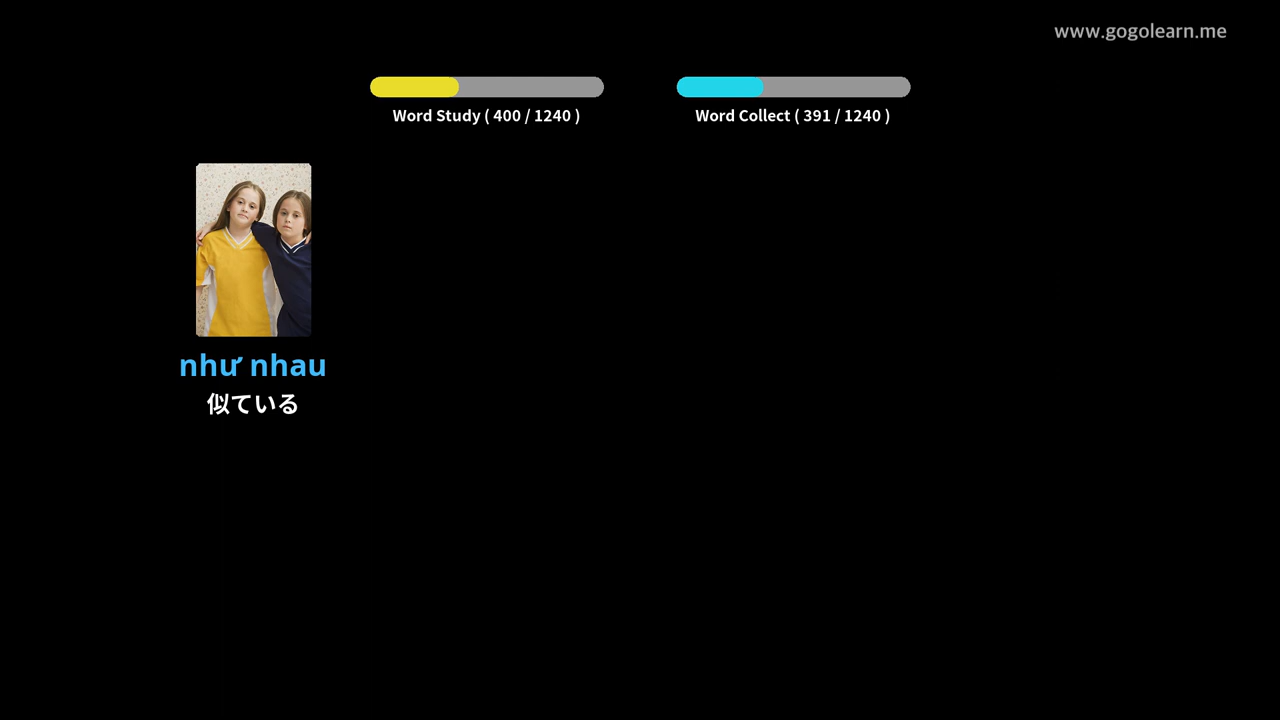 www.gogolearn.me
Word Study ( 400 / 1240 )
Word Collect ( 391 / 1240 )
như nhau
似ている